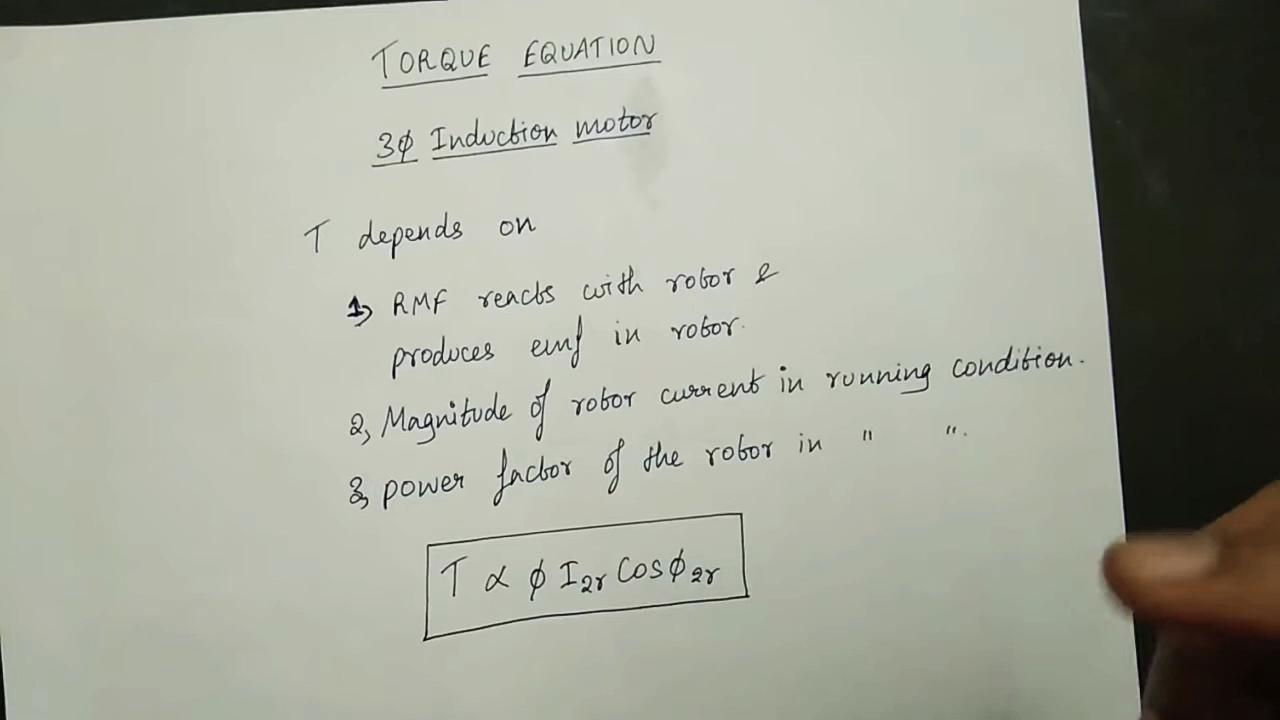 TORQUE EQUATION
3ϕ Induction motor
T depends on
1) RMF reacts with rotor &
produces emf in rotor.
2, Magnitude of rotor current in running condition.
3, power factor of the rotor in " ".
T ∝ ϕ I₂r Cosϕ₂r